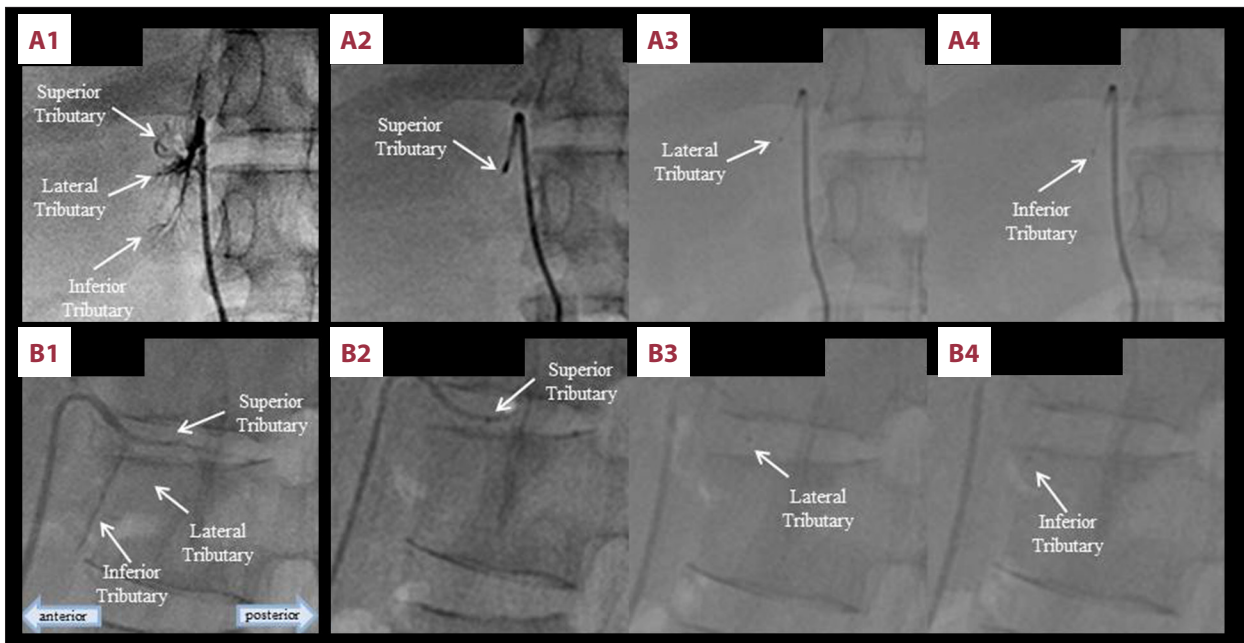 A1
Superior
Tributary
Lateral
Tributary
Inferior
Tributary
A2
Superior
Tributary
A3
Lateral
Tributary
A4
Inferior
Tributary
B1
Superior
Tributary
Lateral
Tributary
Inferior
Tributary
anterior
posterior
B2
Superior
Tributary
B3
Lateral
Tributary
B4
Inferior
Tributary